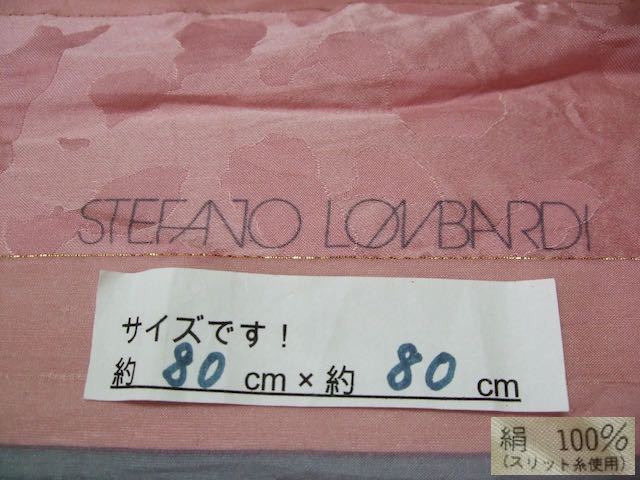 STEFANO LOMBARDI
サイズです！
約 80 cm × 約 80 cm
絹 100%
(スリット糸使用)